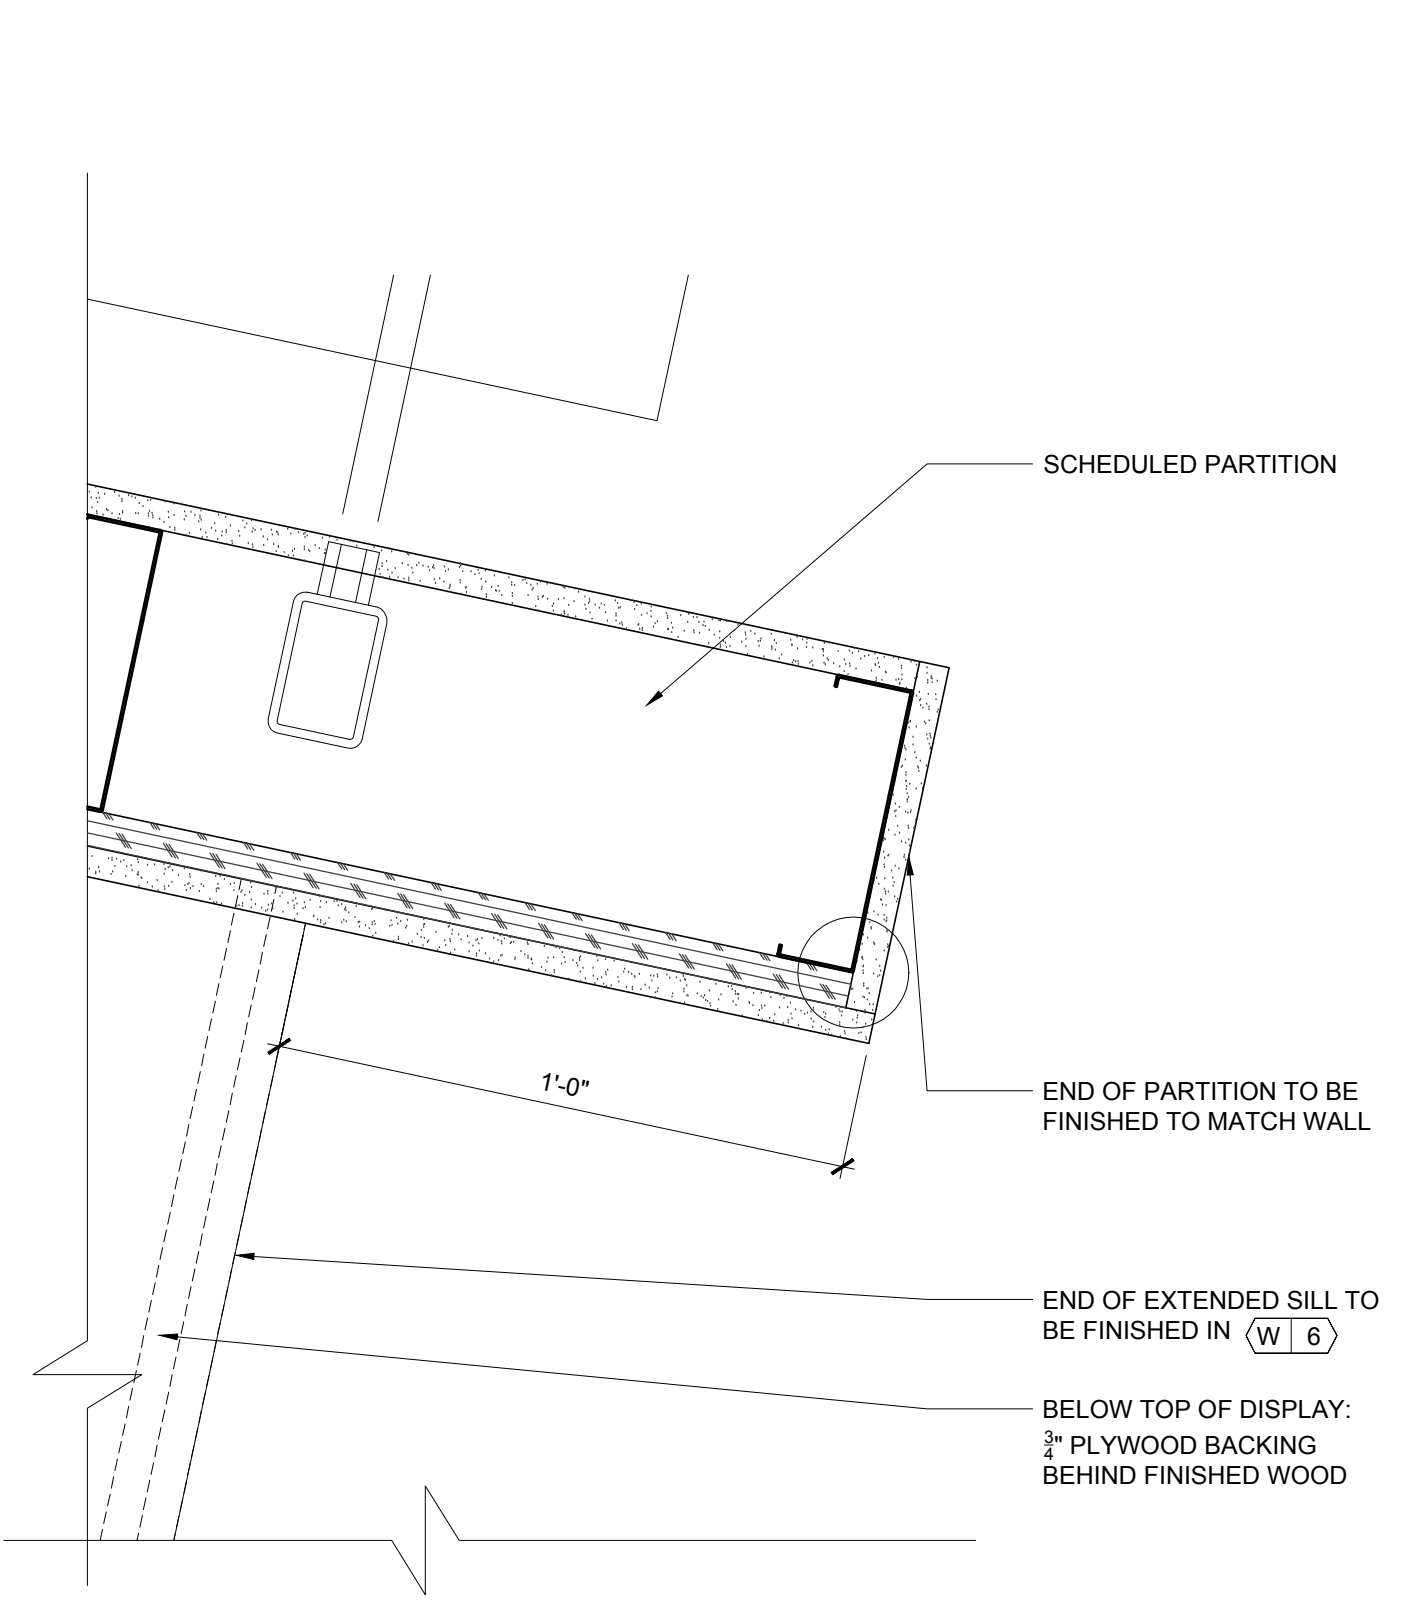 SCHEDULED PARTITION
1'-0"
END OF PARTITION TO BE
FINISHED TO MATCH WALL
END OF EXTENDED SILL TO
BE FINISHED IN W 6
BELOW TOP OF DISPLAY:
3/4" PLYWOOD BACKING
BEHIND FINISHED WOOD